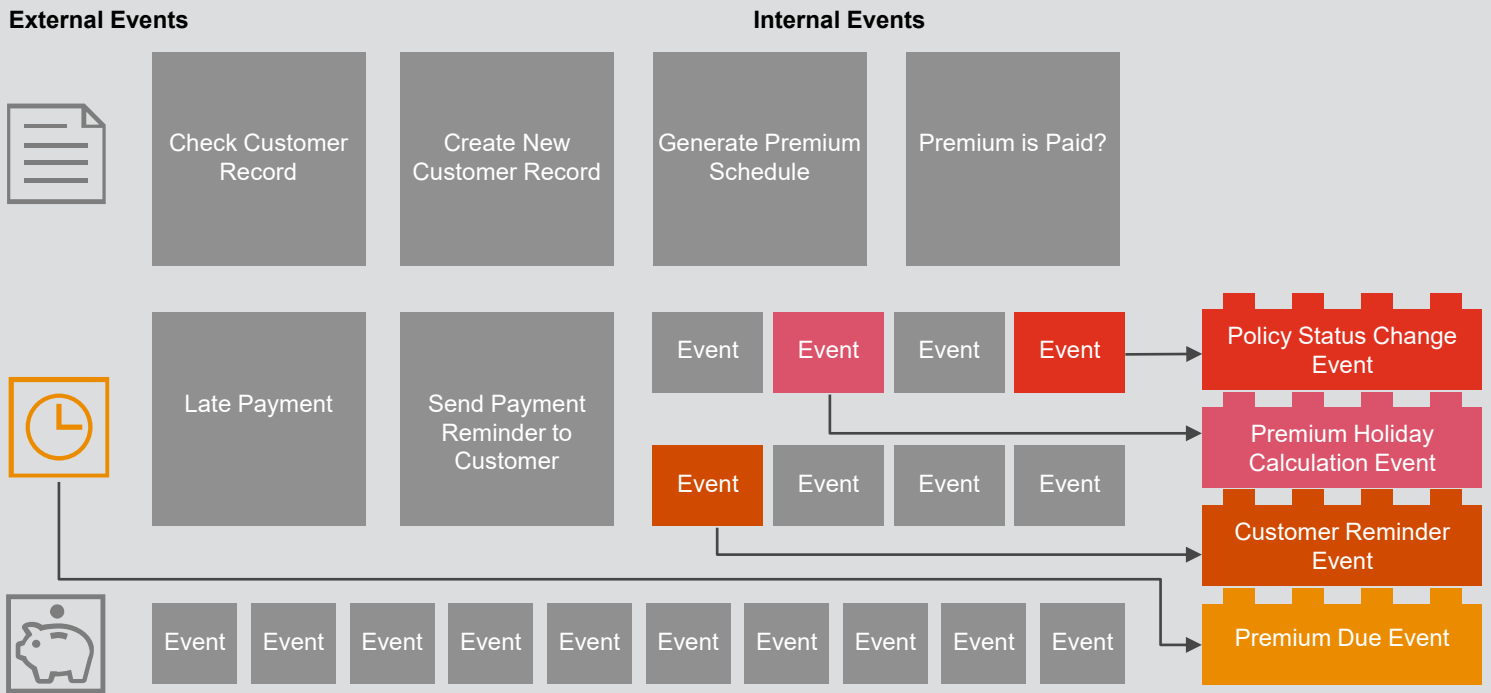 External Events
Internal Events
Check Customer
Record
Create New
Customer Record
Generate Premium
Schedule
Premium is Paid?
Late Payment
Send Payment
Reminder to
Customer
Event
Event
Event
Event
Policy Status Change
Event
Premium Holiday
Calculation Event
Event
Event
Event
Event
Customer Reminder
Event
Event
Event
Event
Event
Event
Event
Event
Event
Event
Event
Premium Due Event